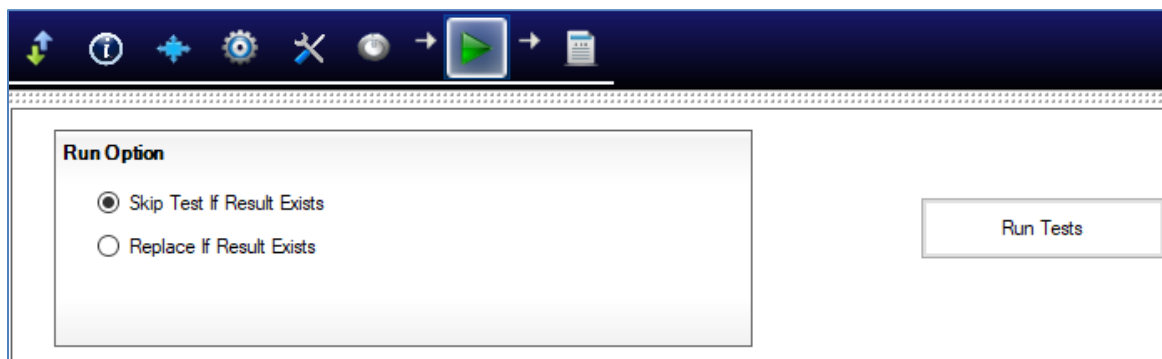 Run Option
Skip Test If Result Exists
Replace If Result Exists
Run Tests